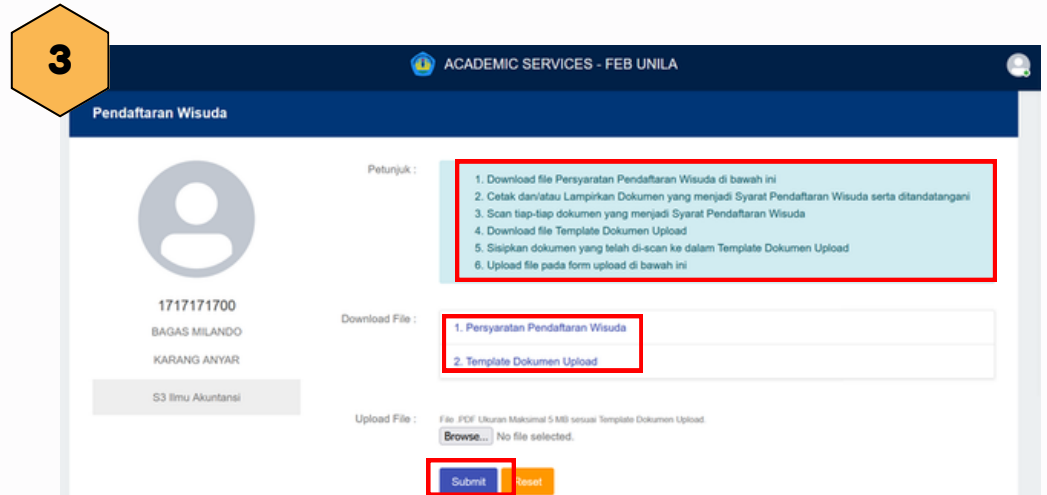 3
ACADEMIC SERVICES - FEB UNILA
Pendaftaran Wisuda
Petunjuk :
1. Download file Persyaratan Pendaftaran Wisuda di bawah ini
2. Cetak dan/atau Lampirkan Dokumen yang menjadi Syarat Pendaftaran Wisuda serta ditandatangani
3. Scan tiap-tiap dokumen yang menjadi Syarat Pendaftaran Wisuda
4. Download file Template Dokumen Upload
5. Sisipkan dokumen yang telah di-scan ke dalam Template Dokumen Upload
6. Upload file pada form upload di bawah ini
1717171700
BAGAS MILANDO
KARANG ANYAR
S3 Ilmu Akuntansi
Download File :
1. Persyaratan Pendaftaran Wisuda
2. Template Dokumen Upload
Upload File :
File .PDF Ukuran Maksimal 5 MB sesuai Template Dokumen Upload.
Browse... No file selected.
Submit Reset